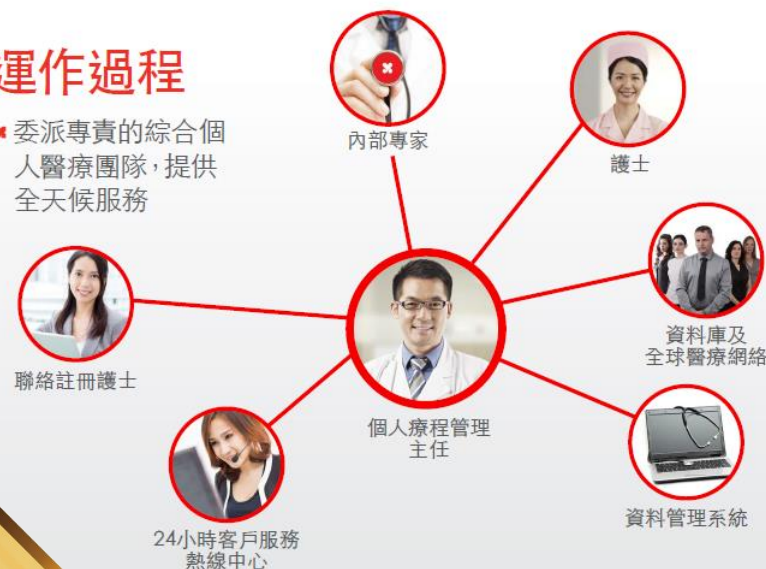 運作過程
委派專責的綜合個
人醫療團隊，提供
全天候服務
內部專家
護士
聯絡註冊護士
個人療程管理
主任
資料庫及
全球醫療網絡
24小時客戶服務
熱線中心
資料管理系統